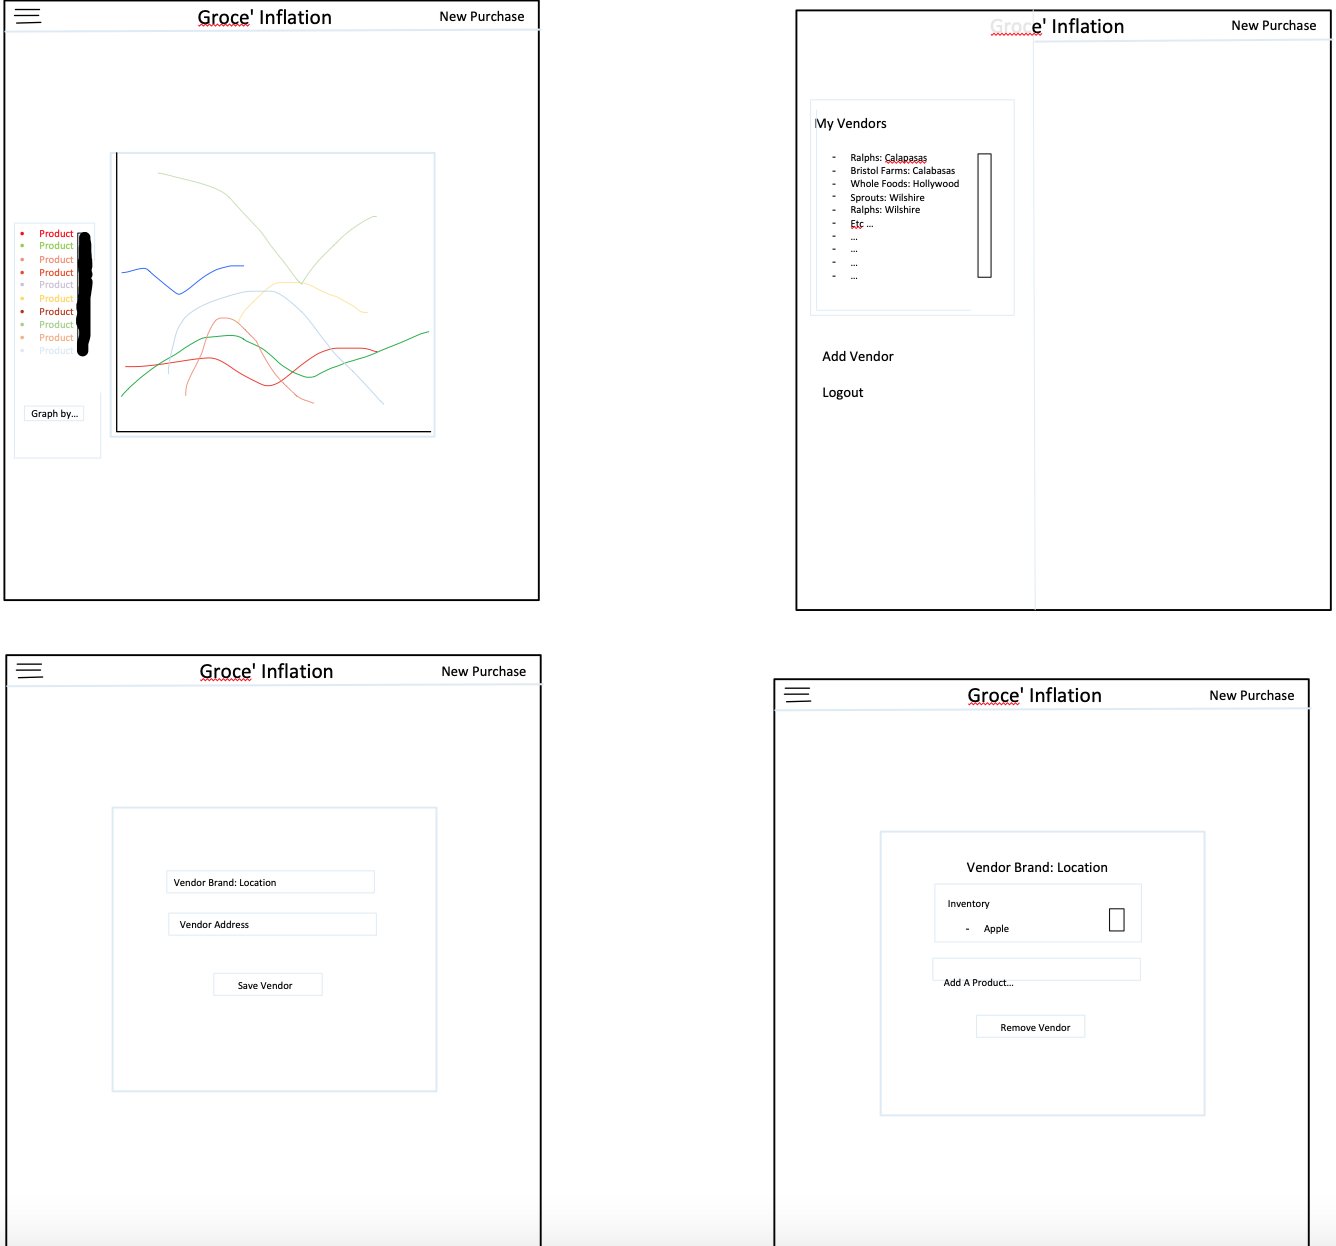 Groce' Inflation
New Purchase
Product
Product
Product
Product
Product
Product
Product
Product
Product
Product
Graph by...
Groce' Inflation
New Purchase
My Vendors
- Ralphs: Calapasas
- Bristol Farms: Calabasas
- Whole Foods: Hollywood
- Sprouts: Wilshire
- Ralphs: Wilshire
- Etc ...
- ...
- ...
- ...
- ...
Add Vendor
Logout
Groce' Inflation
New Purchase
Vendor Brand: Location
Vendor Address
Save Vendor
Groce' Inflation
New Purchase
Vendor Brand: Location
Inventory
- Apple
Add A Product...
Remove Vendor